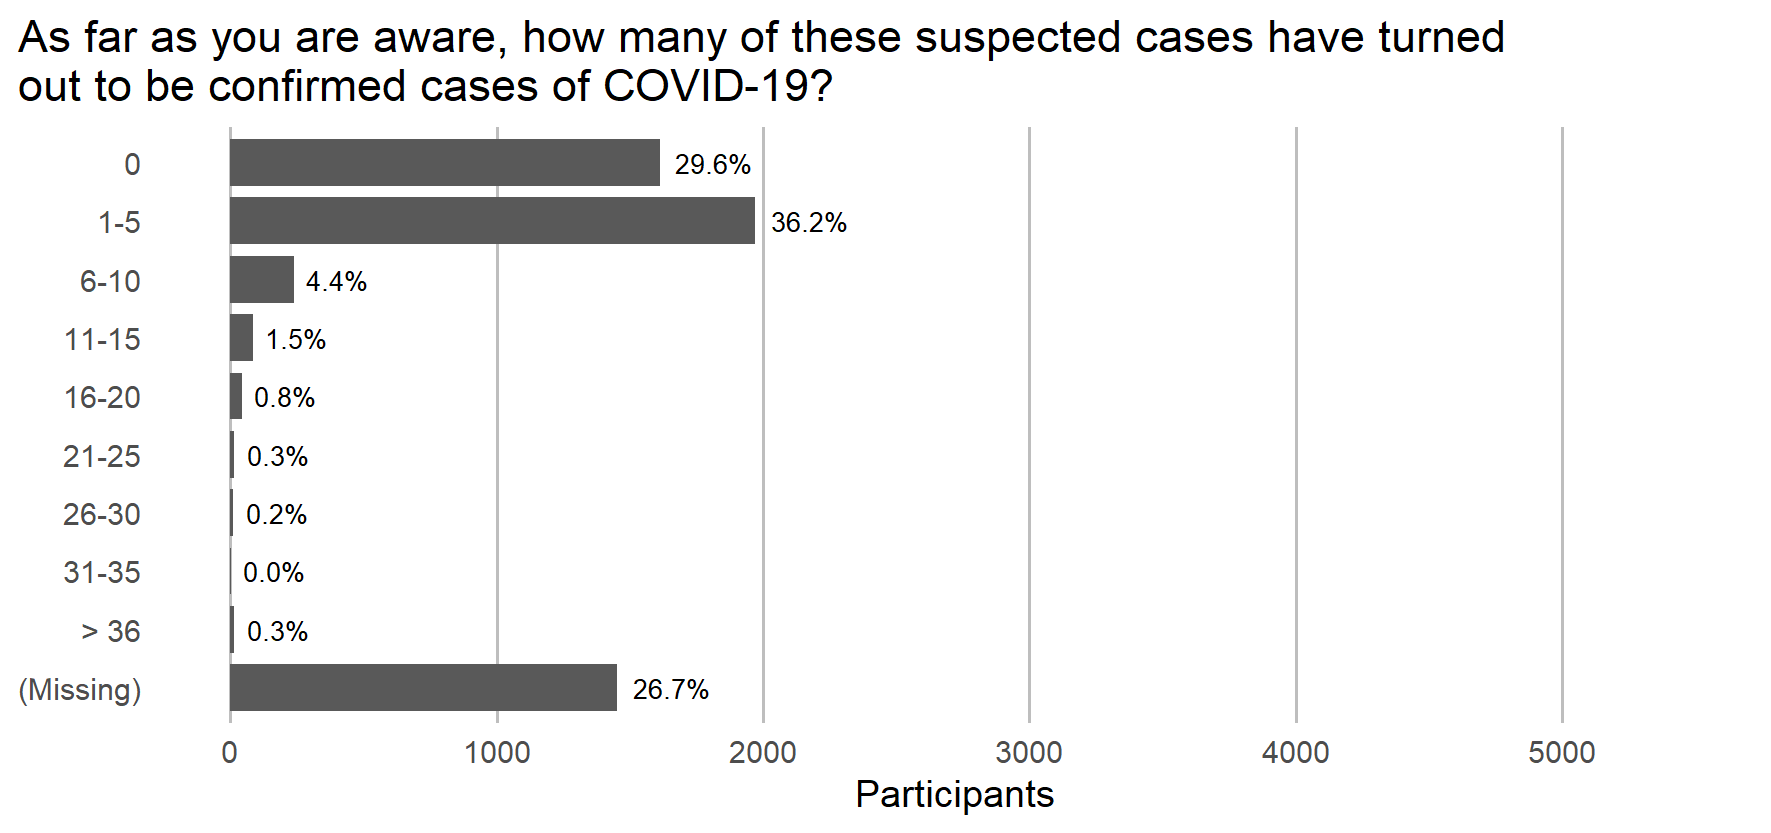 As far as you are aware, how many of these suspected cases have turned
out to be confirmed cases of COVID-19?
0 29.6%
1-5 36.2%
6-10 4.4%
11-15 1.5%
16-20 0.8%
21-25 0.3%
26-30 0.2%
31-35 0.0%
> 36 0.3%
(Missing) 26.7%
0 1000 2000 3000 4000 5000
Participants